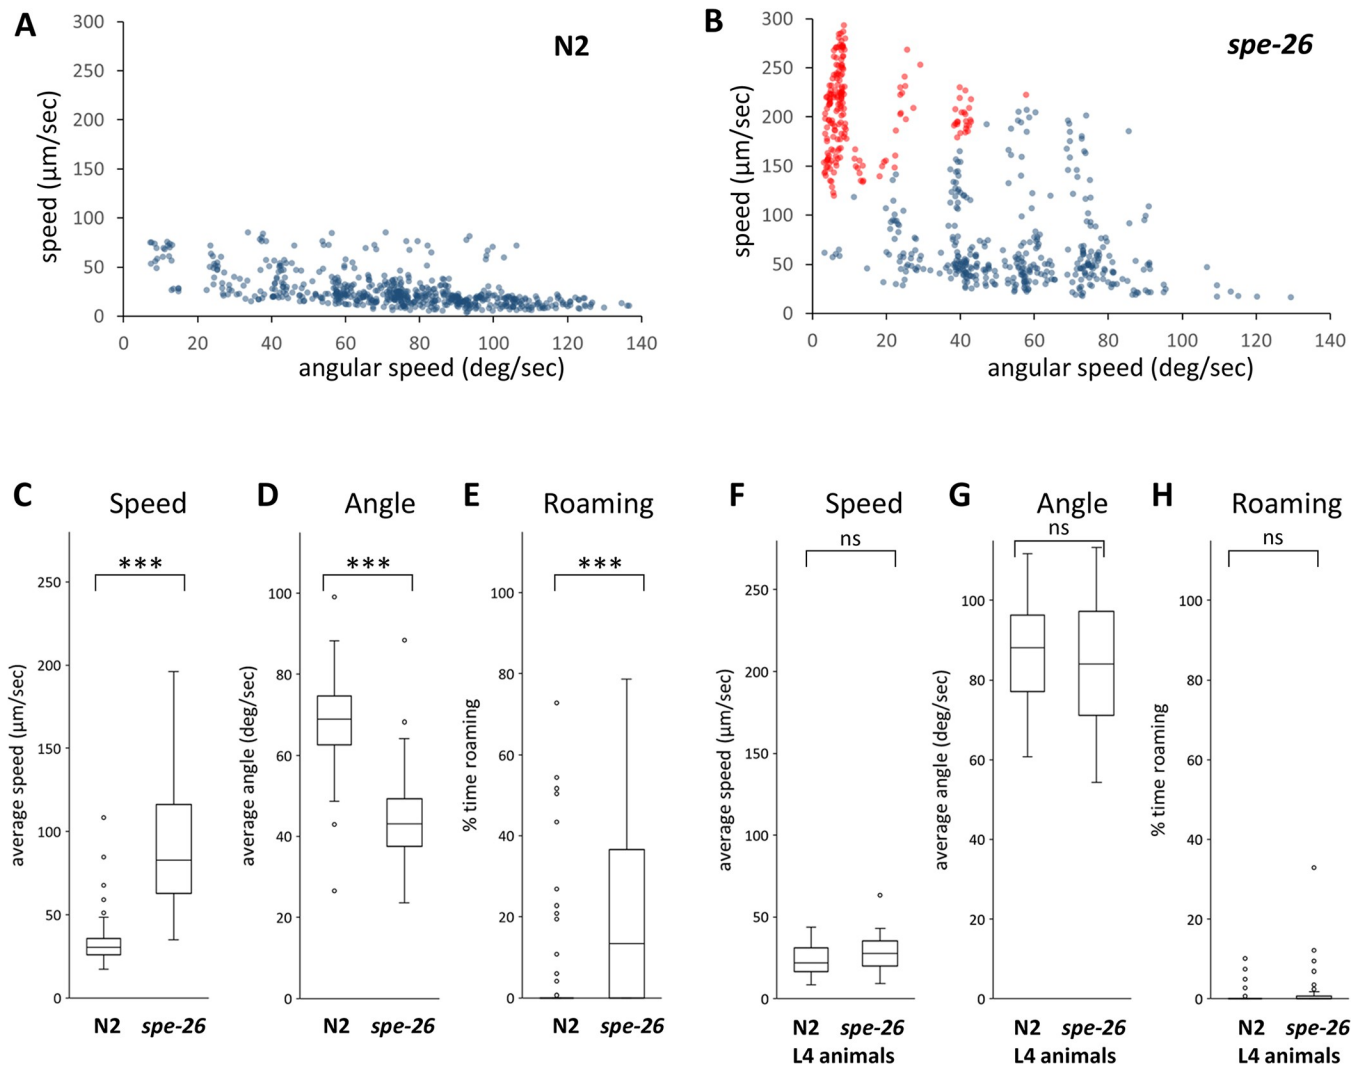 A
N2
speed (µm/sec)
300
250
200
150
100
50
0
0 20 40 60 80 100 120 140
angular speed (deg/sec)
B
spe-26
speed (µm/sec)
300
250
200
150
100
50
0
0 20 40 60 80 100 120 140
angular speed (deg/sec)
C
Speed
***
average speed (µm/sec)
250
200
150
100
50
0
N2 spe-26
D
Angle
***
average angle (deg/sec)
100
80
60
40
20
0
N2 spe-26
E
Roaming
***
% time roaming
100
80
60
40
20
0
N2 spe-26
F
Speed
ns
average speed (µm/sec)
250
200
150
100
50
0
N2 spe-26
L4 animals
G
Angle
ns
average angle (deg/sec)
100
80
60
40
20
0
N2 spe-26
L4 animals
H
Roaming
ns
% time roaming
100
80
60
40
20
0
N2 spe-26
L4 animals